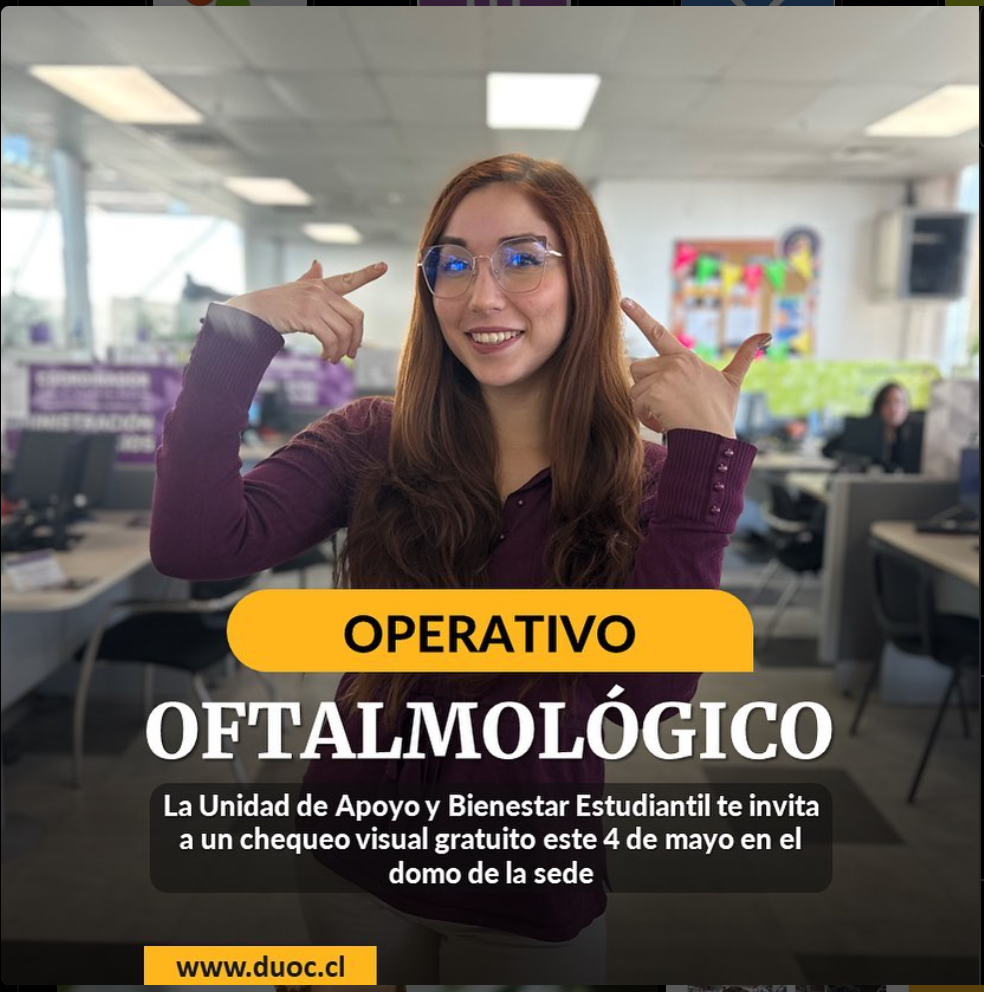 ADMINISTRACIÓN
OPERATIVO
OFTALMOLÓGICO
La Unidad de Apoyo y Bienestar Estudiantil te invita
a un chequeo visual gratuito este 4 de mayo en el
domo de la sede
www.duoc.cl